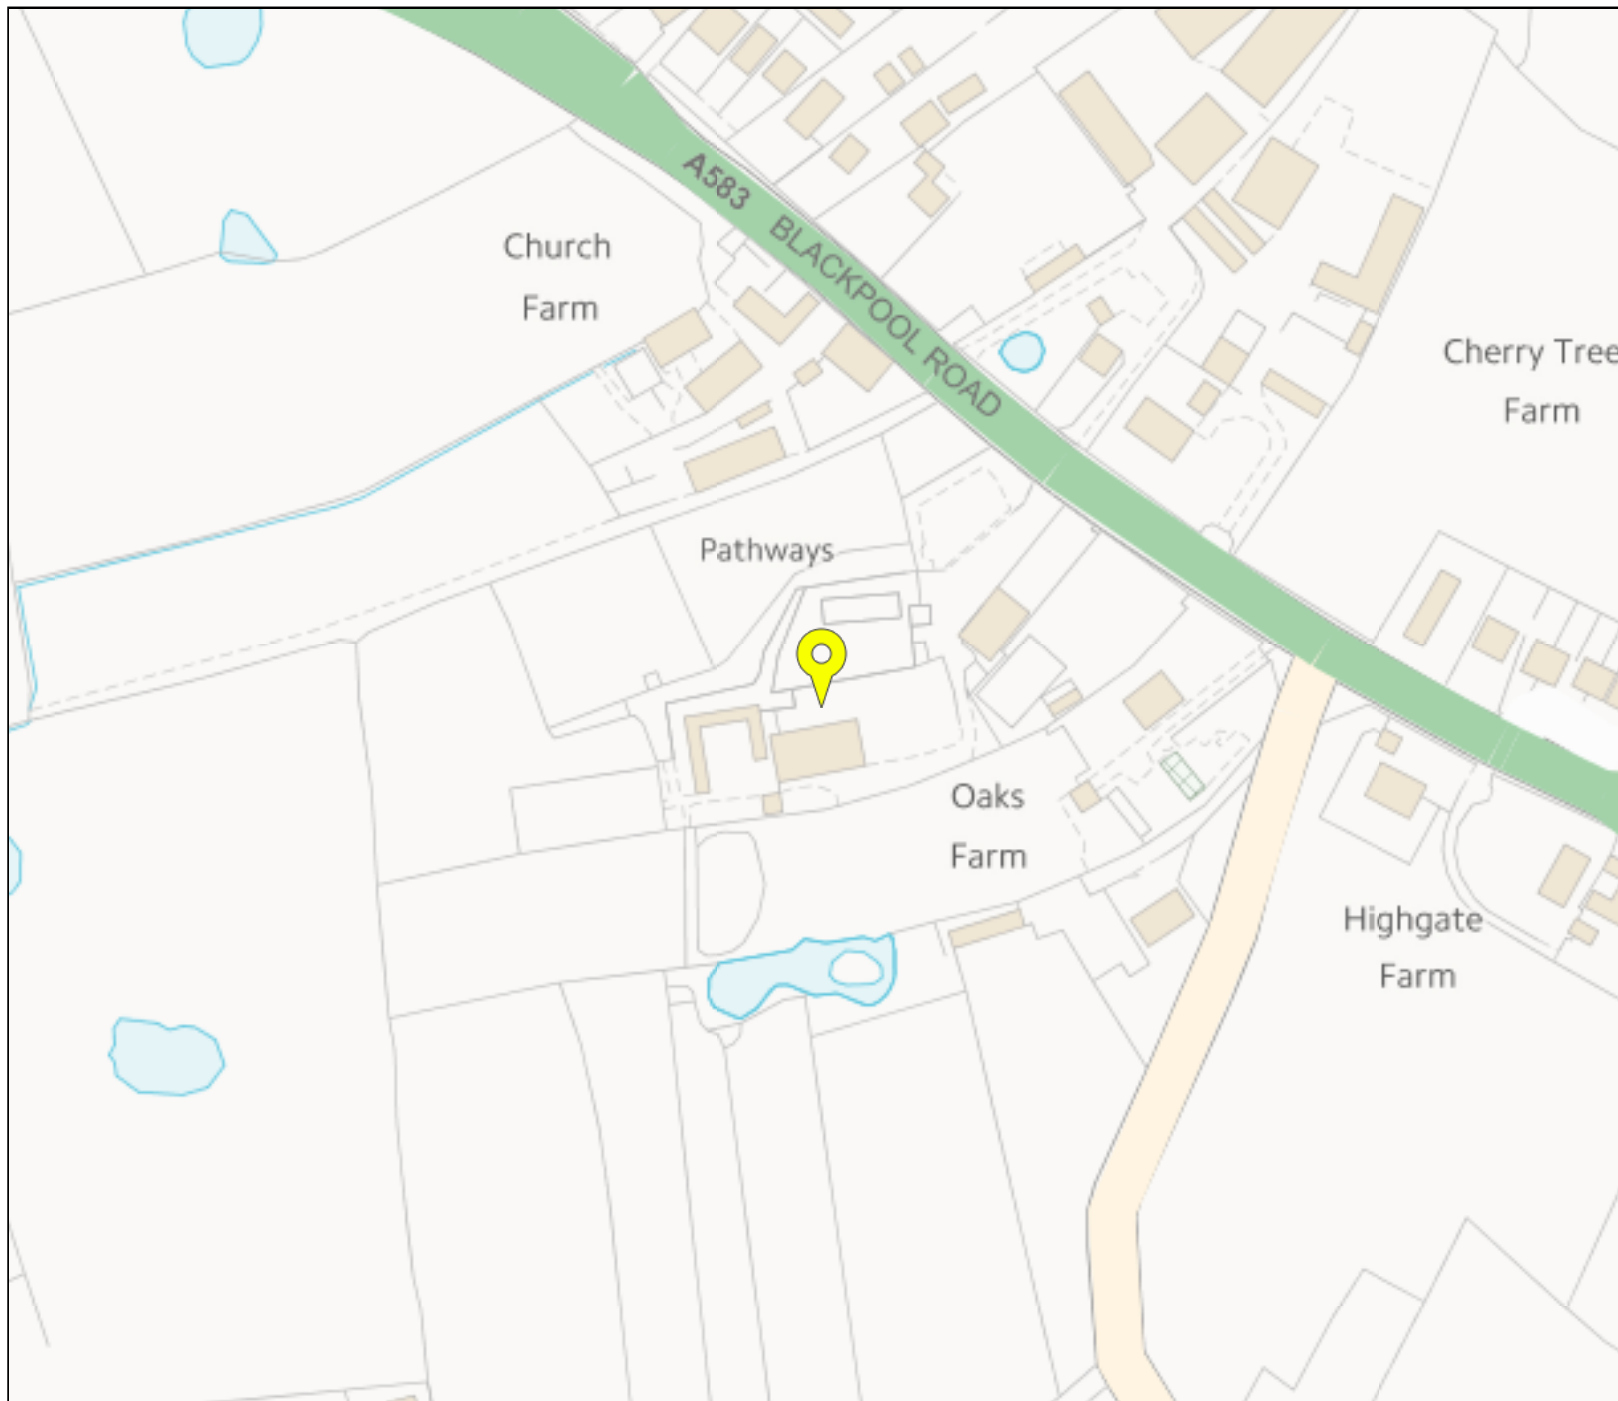 A583 BLACKPOOL ROAD
Church
Farm
Cherry Tree
Farm
Pathways
Oaks
Farm
Highgate
Farm